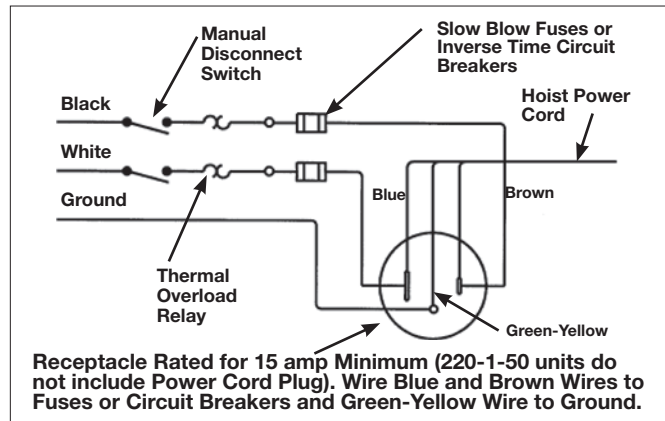 Manual
Disconnect
Switch
Slow Blow Fuses or
Inverse Time Circuit
Breakers
Hoist Power
Cord
Black
White
Ground
Blue
Brown
Thermal
Overload
Relay
Green-Yellow
Receptacle Rated for 15 amp Minimum (220-1-50 units do
not include Power Cord Plug). Wire Blue and Brown Wires to
Fuses or Circuit Breakers and Green-Yellow Wire to Ground.